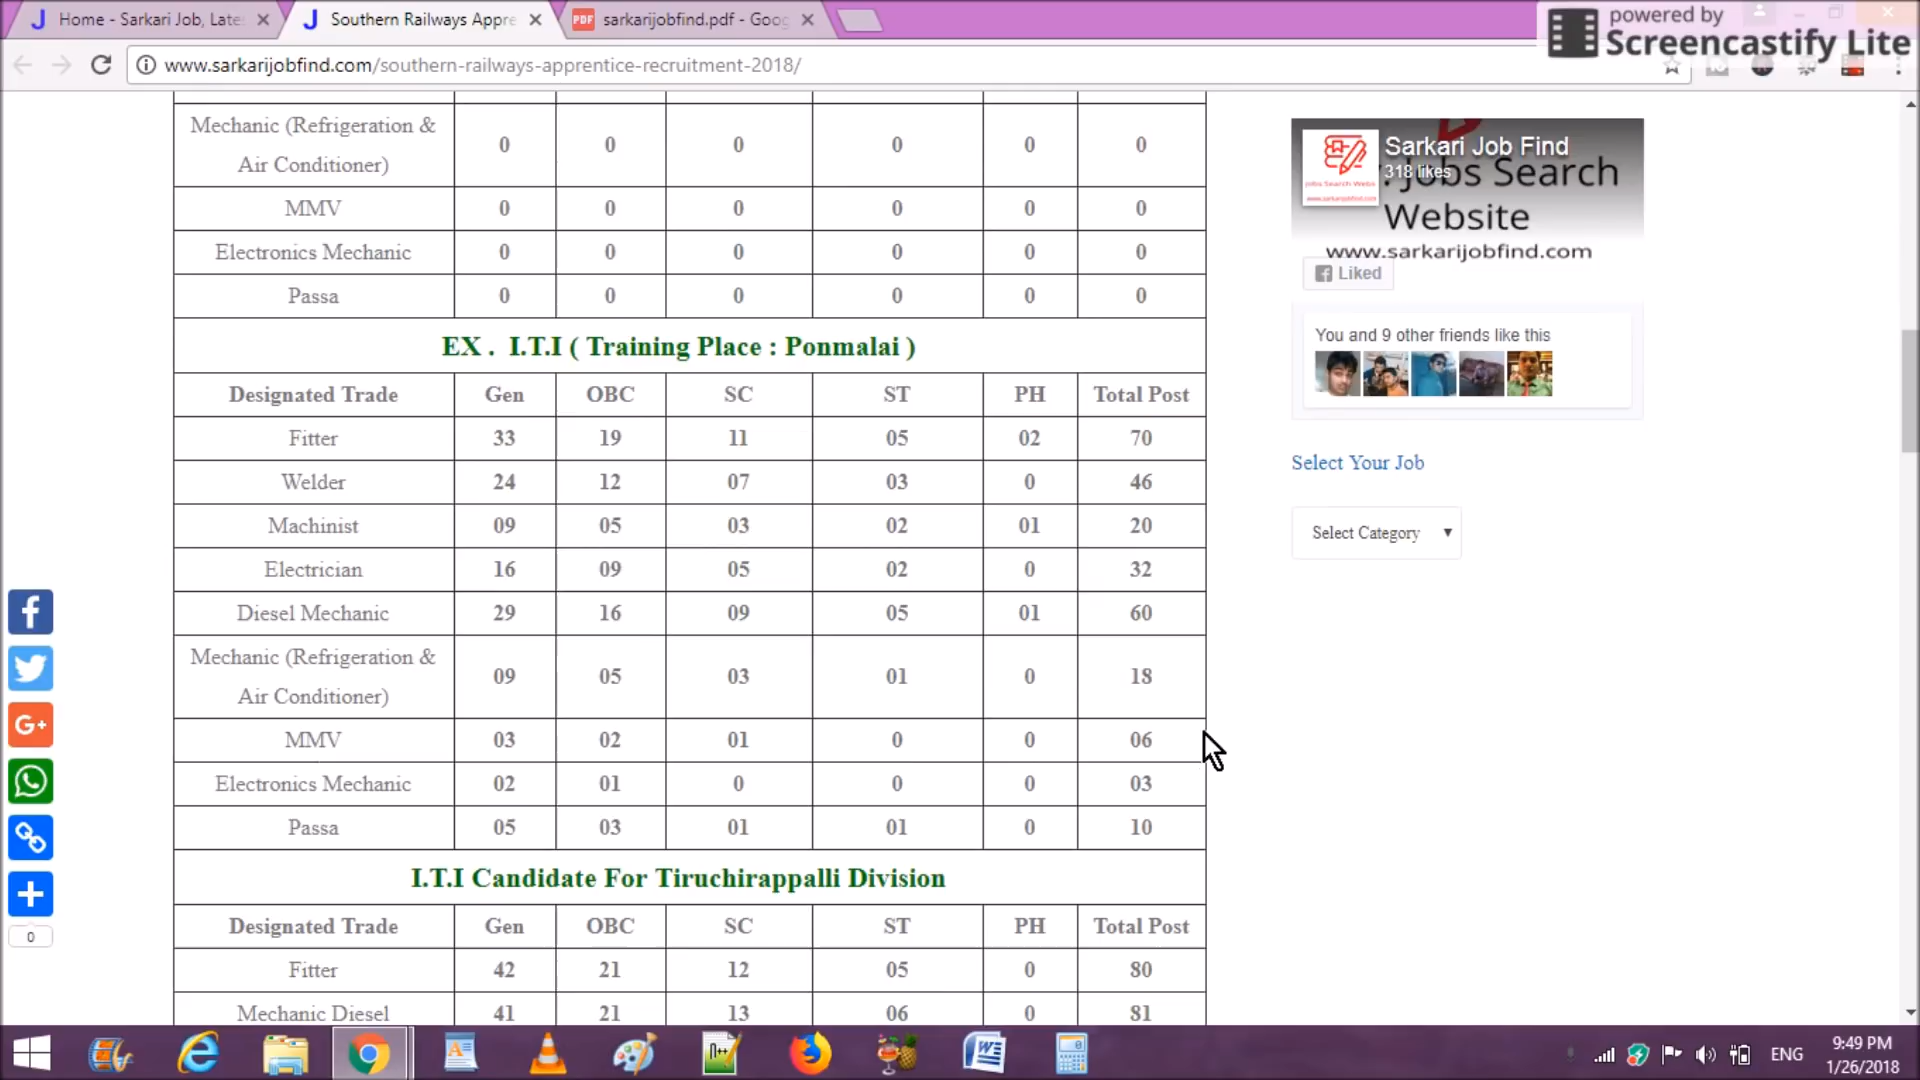 Home - Sarkari Job, Late
Southern Railways Appre
PDF sarkarijobfind.pdf - Goog
powered by
Screencastify Lite
www.sarkarijobfind.com/southern-railways-apprentice-recruitment-2018/
Mechanic (Refrigeration &
Air Conditioner) 0 0 0 0 0 0
MMV 0 0 0 0 0 0
Electronics Mechanic 0 0 0 0 0 0
Passa 0 0 0 0 0 0
EX . I.T.I ( Training Place : Ponmalai )
Designated Trade Gen OBC SC ST PH Total Post
Fitter 33 19 11 05 02 70
Welder 24 12 07 03 0 46
Machinist 09 05 03 02 01 20
Electrician 16 09 05 02 0 32
Diesel Mechanic 29 16 09 05 01 60
Mechanic (Refrigeration &
Air Conditioner) 09 05 03 01 0 18
MMV 03 02 01 0 0 06
Electronics Mechanic 02 01 0 0 0 03
Passa 05 03 01 01 0 10
I.T.I Candidate For Tiruchirappalli Division
Designated Trade Gen OBC SC ST PH Total Post
Fitter 42 21 12 05 0 80
Mechanic Diesel 41 21 13 06 0 81
Sarkari Job Find
318 likes
Jobs Search
Website
www.sarkarijobfind.com
Liked
You and 9 other friends like this
Select Your Job
Select Category
G+
0
ENG
9:49 PM
1/26/2018